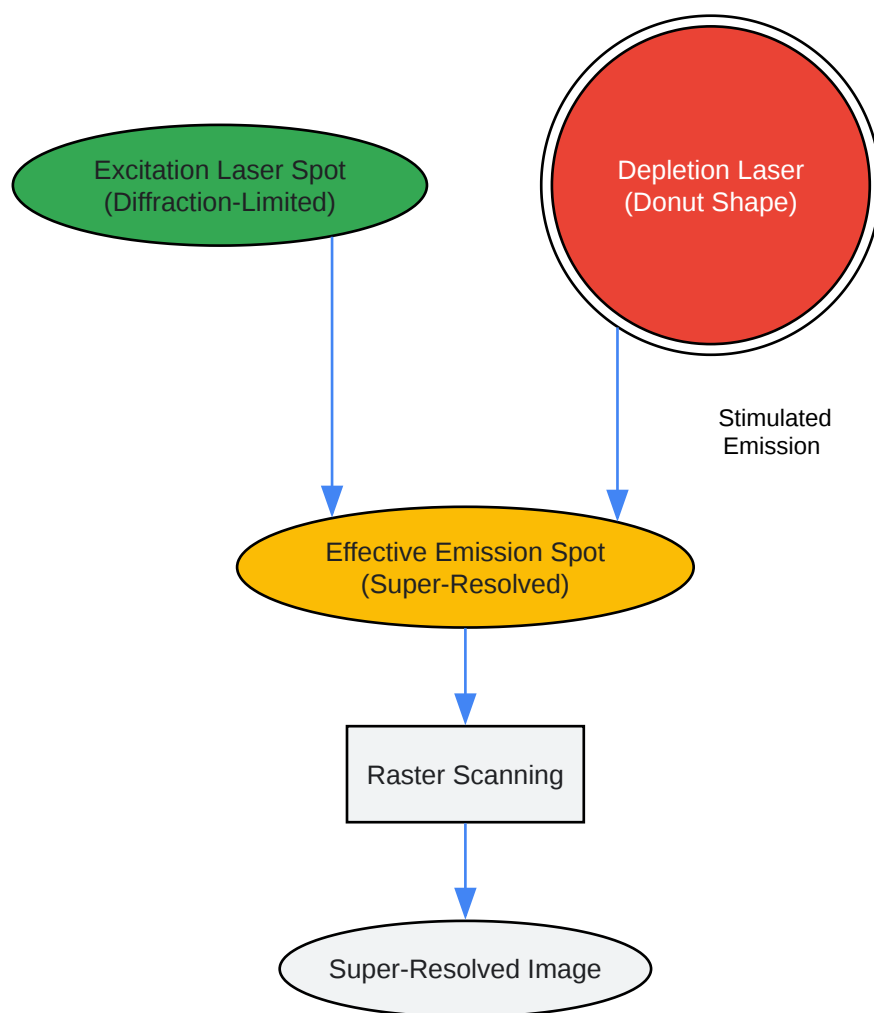 Excitation Laser Spot
(Diffraction-Limited)
Depletion Laser
(Donut Shape)
Stimulated
Emission
Effective Emission Spot
(Super-Resolved)
Raster Scanning
Super-Resolved Image